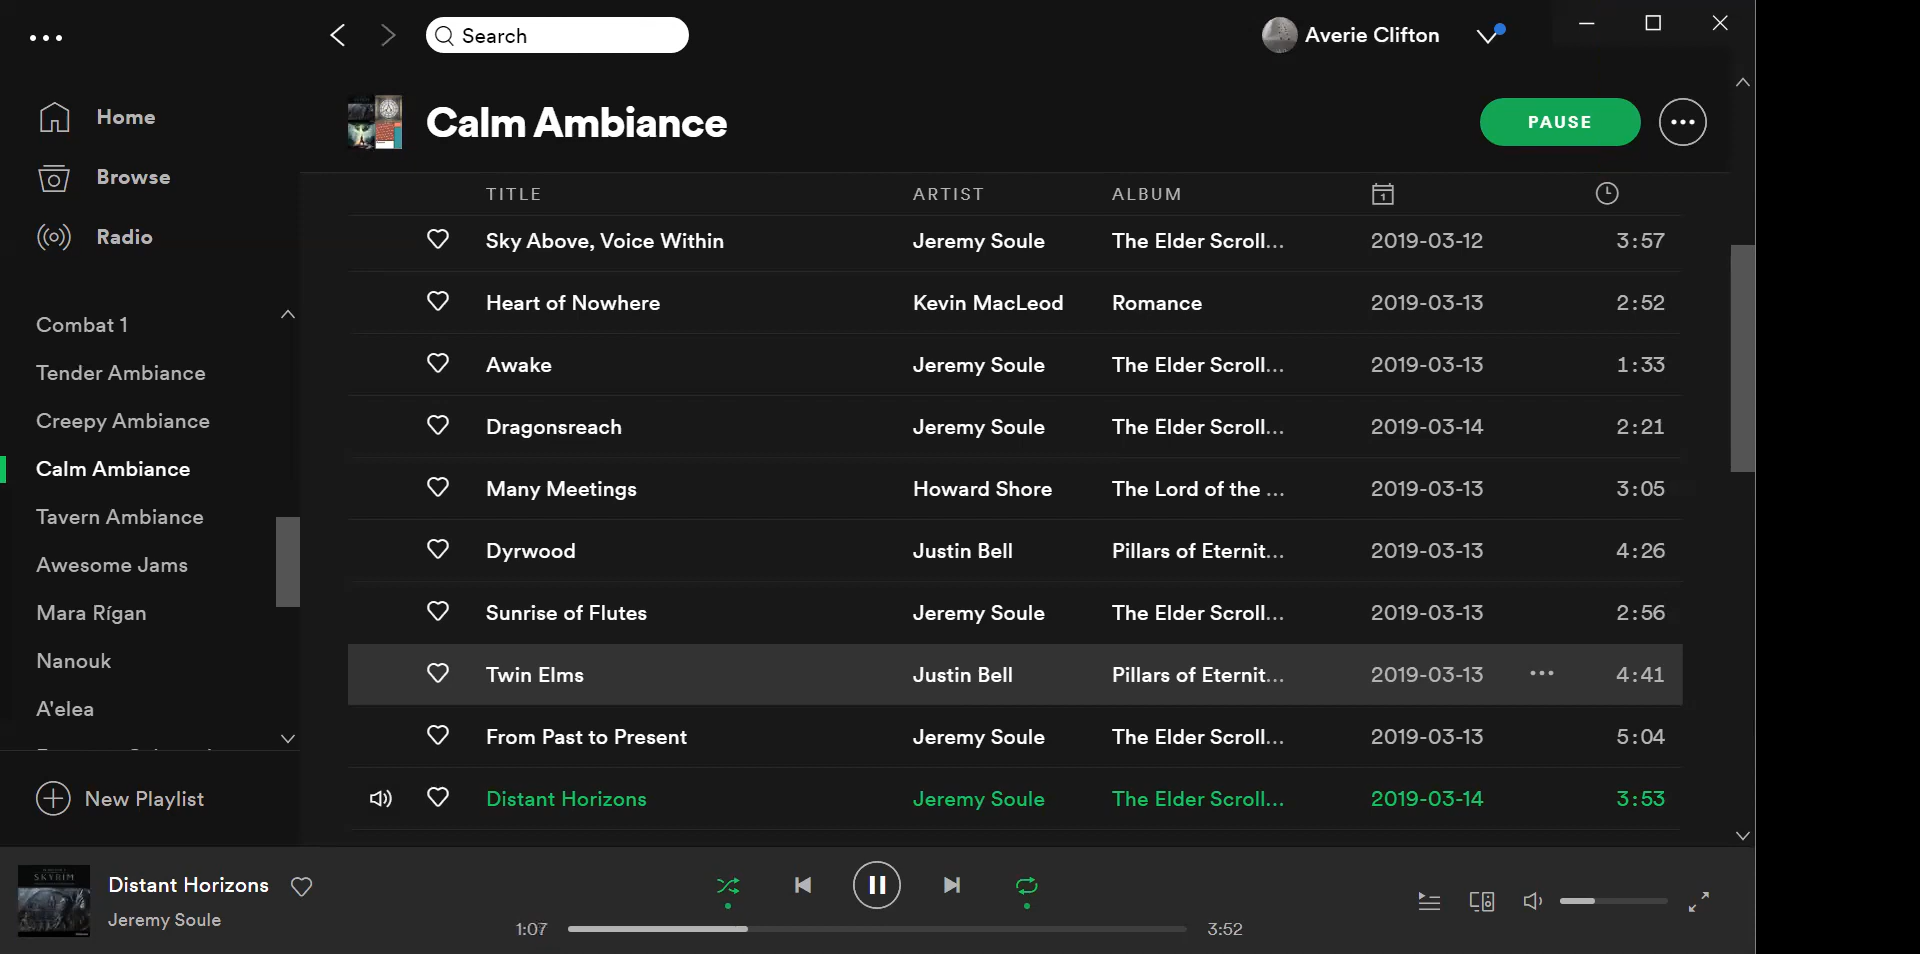 Search
Averie Clifton
Home
Browse
Radio
Combat 1
Tender Ambiance
Creepy Ambiance
Calm Ambiance
Tavern Ambiance
Awesome Jams
Mara Rígan
Nanouk
A'elea
New Playlist
Calm Ambiance
PAUSE
TITLE ARTIST ALBUM
Sky Above, Voice Within Jeremy Soule The Elder Scroll... 2019-03-12 3:57
Heart of Nowhere Kevin MacLeod Romance 2019-03-13 2:52
Awake Jeremy Soule The Elder Scroll... 2019-03-13 1:33
Dragonsreach Jeremy Soule The Elder Scroll... 2019-03-14 2:21
Many Meetings Howard Shore The Lord of the ... 2019-03-13 3:05
Dyrwood Justin Bell Pillars of Eternit... 2019-03-13 4:26
Sunrise of Flutes Jeremy Soule The Elder Scroll... 2019-03-13 2:56
Twin Elms Justin Bell Pillars of Eternit... 2019-03-13 4:41
From Past to Present Jeremy Soule The Elder Scroll... 2019-03-13 5:04
Distant Horizons Jeremy Soule The Elder Scroll... 2019-03-14 3:53
SKYRIM
Distant Horizons
Jeremy Soule
1:07 3:52